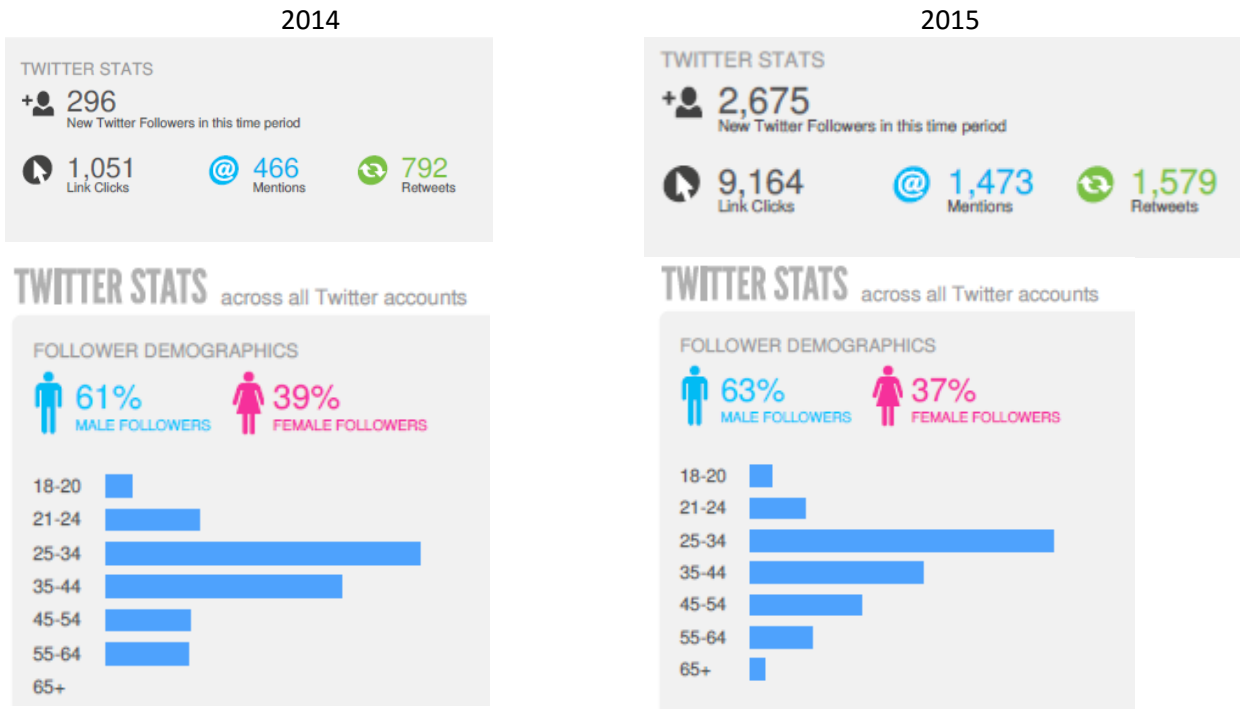 2014
TWITTER STATS
296
New Twitter Followers in this time period
1,051
Link Clicks
466
Mentions
792
Retweets
TWITTER STATS across all Twitter accounts
FOLLOWER DEMOGRAPHICS
61%
MALE FOLLOWERS
39%
FEMALE FOLLOWERS
18-20
21-24
25-34
35-44
45-54
55-64
65+
2015
TWITTER STATS
2,675
New Twitter Followers in this time period
9,164
Link Clicks
1,473
Mentions
1,579
Retweets
TWITTER STATS across all Twitter accounts
FOLLOWER DEMOGRAPHICS
63%
MALE FOLLOWERS
37%
FEMALE FOLLOWERS
18-20
21-24
25-34
35-44
45-54
55-64
65+